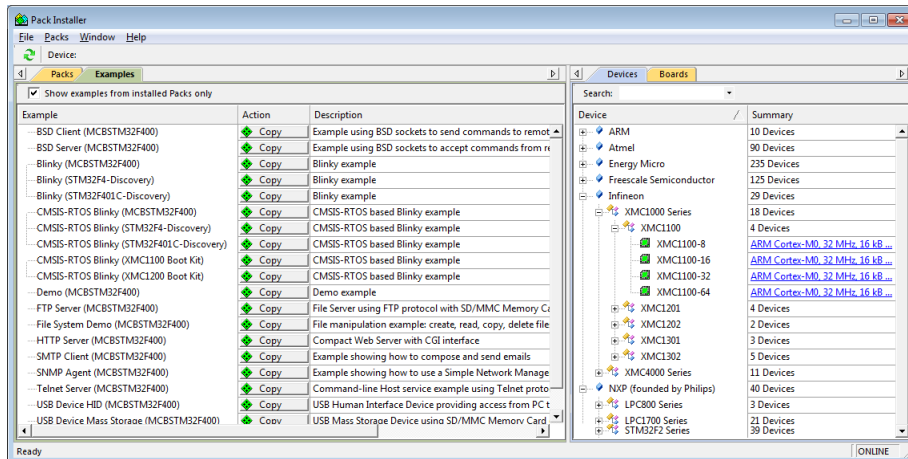 Pack Installer
File Packs Window Help
Device:
Packs Examples
Show examples from installed Packs only
Example Action Description
BSD Client (MCBSTM32F400) Copy Example using BSD sockets to send commands to remot
BSD Server (MCBSTM32F400) Copy Example using BSD sockets to accept commands from re
Blinky (MCBSTM32F400) Copy Blinky example
Blinky (STM32F4-Discovery) Copy Blinky example
Blinky (STM32F401C-Discovery) Copy Blinky example
CMSIS-RTOS Blinky (MCBSTM32F400) Copy CMSIS-RTOS based Blinky example
CMSIS-RTOS Blinky (STM32F4-Discovery) Copy CMSIS-RTOS based Blinky example
CMSIS-RTOS Blinky (STM32F401C-Discovery) Copy CMSIS-RTOS based Blinky example
CMSIS-RTOS Blinky (XMC1100 Boot Kit) Copy CMSIS-RTOS based Blinky example
CMSIS-RTOS Blinky (XMC1200 Boot Kit) Copy CMSIS-RTOS based Blinky example
Demo (MCBSTM32F400) Copy Demo example
FTP Server (MCBSTM32F400) Copy File Server using FTP protocol with SD/MMC Memory Ca
File System Demo (MCBSTM32F400) Copy File manipulation example: create, read, copy, delete file
HTTP Server (MCBSTM32F400) Copy Compact Web Server with CGI interface
SMTP Client (MCBSTM32F400) Copy Example showing how to compose and send emails
SNMP Agent (MCBSTM32F400) Copy Example showing how to use a Simple Network Manage
Telnet Server (MCBSTM32F400) Copy Command-line Host service example using Telnet proto
USB Device HID (MCBSTM32F400) Copy USB Human Interface Device providing access from PC t
USB Device Mass Storage (MCBSTM32F400) Copy USB Mass Storage Device using SD/MMC Memory Card
Devices Boards
Search:
Device Summary
ARM 10 Devices
Atmel 90 Devices
Energy Micro 235 Devices
Freescale Semiconductor 125 Devices
Infineon 29 Devices
XMC1000 Series 18 Devices
XMC1100 4 Devices
XMC1100-8 ARM Cortex-M0, 32 MHz, 16 kB ...
XMC1100-16 ARM Cortex-M0, 32 MHz, 16 kB ...
XMC1100-32 ARM Cortex-M0, 32 MHz, 16 kB ...
XMC1100-64 ARM Cortex-M0, 32 MHz, 16 kB ...
XMC1201 4 Devices
XMC1202 2 Devices
XMC1301 3 Devices
XMC1302 5 Devices
XMC4000 Series 11 Devices
NXP (founded by Philips) 40 Devices
LPC800 Series 3 Devices
LPC1700 Series 21 Devices
STM32F2 Series 39 Devices
Ready ONLINE